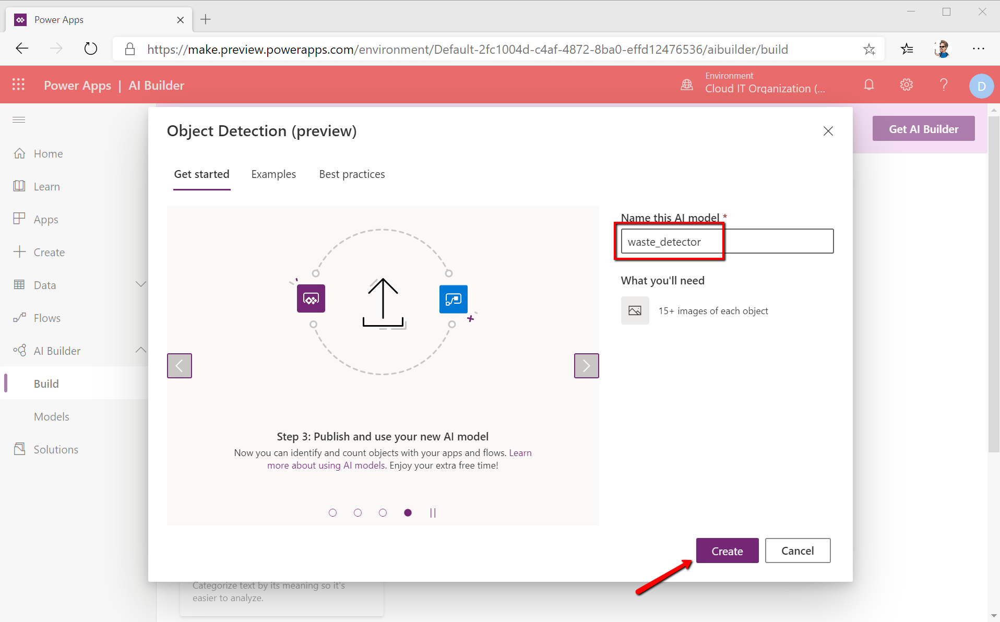 Power Apps
https://make.preview.powerapps.com/environment/Default-2fc1004d-c4af-4872-8ba0-effd12476536/aibuilder/build
Power Apps | AI Builder
Environment
Cloud IT Organization (...
D
Get AI Builder
Home
Learn
Apps
Create
Data
Flows
AI Builder
Build
Models
Solutions
Object Detection (preview)
Get started
Examples
Best practices
Step 3: Publish and use your new AI model
Now you can identify and count objects with your apps and flows. Learn
more about using AI models. Enjoy your extra free time!
Name this AI model *
waste_detector
What you'll need
15+ images of each object
Create
Cancel
Categorize text by its meaning so it's
easier to analyze.